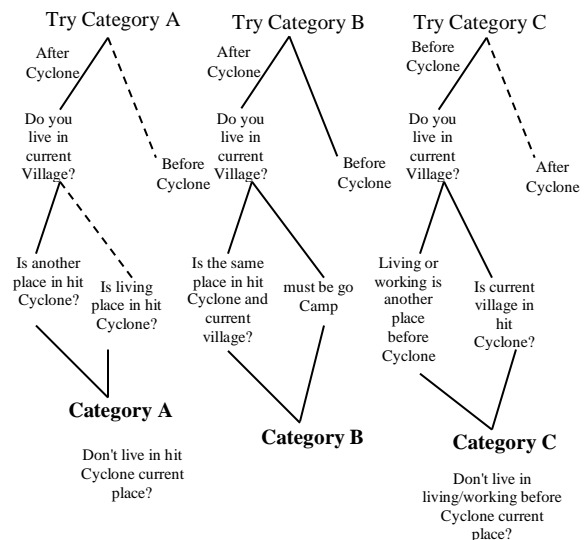 Try Category A
After
Cyclone
Do you
live in
current
Village?
Before
Cyclone
Is another
place in hit
Cyclone?
Is living
place in hit
Cyclone?
Category A
Don't live in hit
Cyclone current
place?
Try Category B
After
Cyclone
Do you
live in
current
Village?
Before
Cyclone
Is the same
place in hit
Cyclone and
current
village?
must be go
Camp
Category B
Try Category C
Before
Cyclone
Do you
live in
current
Village?
After
Cyclone
Living or
working is
another
place
before
Cyclone
Is current
village in
hit
Cyclone?
Category C
Don't live in
living/working before
Cyclone current
place?